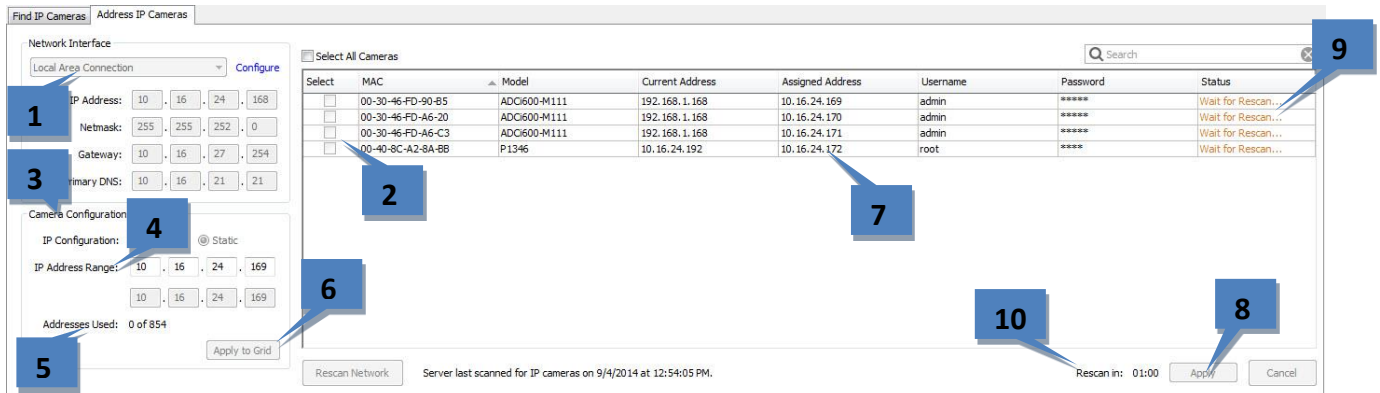 Find IP Cameras Address IP Cameras
Network Interface
Local Area Connection Configure
IP Address: 10 . 16 . 24 . 168
Netmask: 255 . 255 . 252 . 0
Gateway: 10 . 16 . 27 . 254
Primary DNS: 10 . 16 . 21 . 21
1
3
Camera Configuration
4
IP Configuration: Static
IP Address Range: 10 . 16 . 24 . 169
10 . 16 . 24 . 169
Addresses Used: 0 of 854
5
6
Apply to Grid
Select All Cameras Search
9
Select MAC Model Current Address Assigned Address Username Password Status
00-30-46-FD-90-B5 ADCi600-M111 192.168.1.168 10.16.24.169 admin ***** Wait for Rescan...
00-30-46-FD-A6-20 ADCi600-M111 192.168.1.168 10.16.24.170 admin ***** Wait for Rescan...
00-30-46-FD-A6-C3 ADCi600-M111 192.168.1.168 10.16.24.171 admin ***** Wait for Rescan...
00-40-8C-A2-8A-BB P1346 10.16.24.192 10.16.24.172 root **** Wait for Rescan...
2
7
10
8
Rescan Network Server last scanned for IP cameras on 9/4/2014 at 12:54:05 PM. Rescan in: 01:00 Apply Cancel